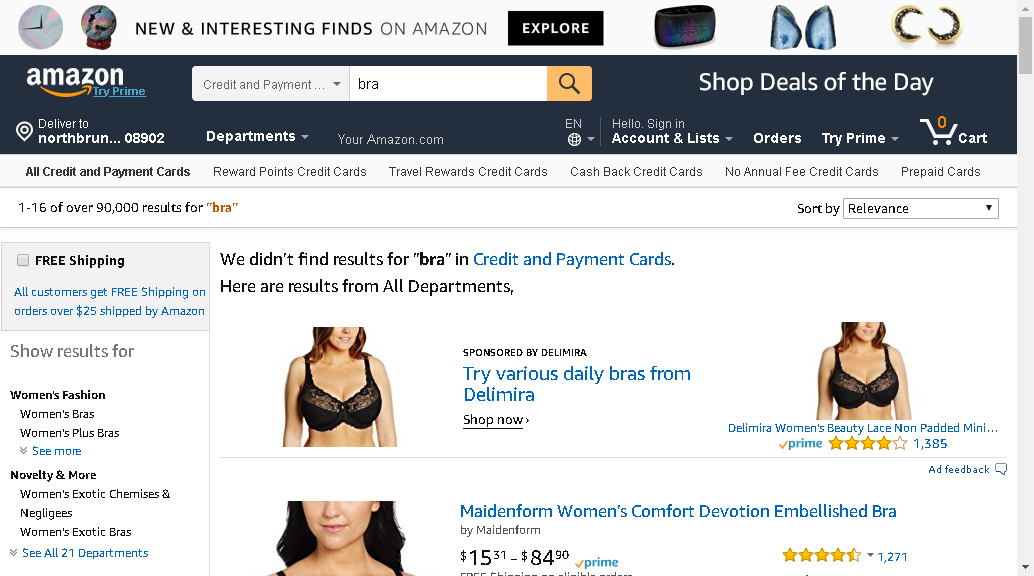 NEW & INTERESTING FINDS ON AMAZON EXPLORE
amazon
Try Prime
Credit and Payment ... bra
Shop Deals of the Day
Deliver to
northbrun... 08902
Departments
Your Amazon.com
EN
Hello. Sign in
Account & Lists
Orders
Try Prime
0
Cart
All Credit and Payment Cards Reward Points Credit Cards Travel Rewards Credit Cards Cash Back Credit Cards No Annual Fee Credit Cards Prepaid Cards
1-16 of over 90,000 results for "bra"
Sort by Relevance
FREE Shipping
All customers get FREE Shipping on
orders over $25 shipped by Amazon
Show results for
Women's Fashion
Women's Bras
Women's Plus Bras
See more
Novelty & More
Women's Exotic Chemises &
Negligees
Women's Exotic Bras
See All 21 Departments
We didn't find results for "bra" in Credit and Payment Cards.
Here are results from All Departments,
SPONSORED BY DELIMIRA
Try various daily bras from
Delimira
Shop now ›
Delimira Women's Beauty Lace Non Padded Mini...
prime 1,385
Ad feedback
Maidenform Women's Comfort Devotion Embellished Bra
by Maidenform
$15 31 - $84 90 prime
1,271
FREE Shipping on eligible orders